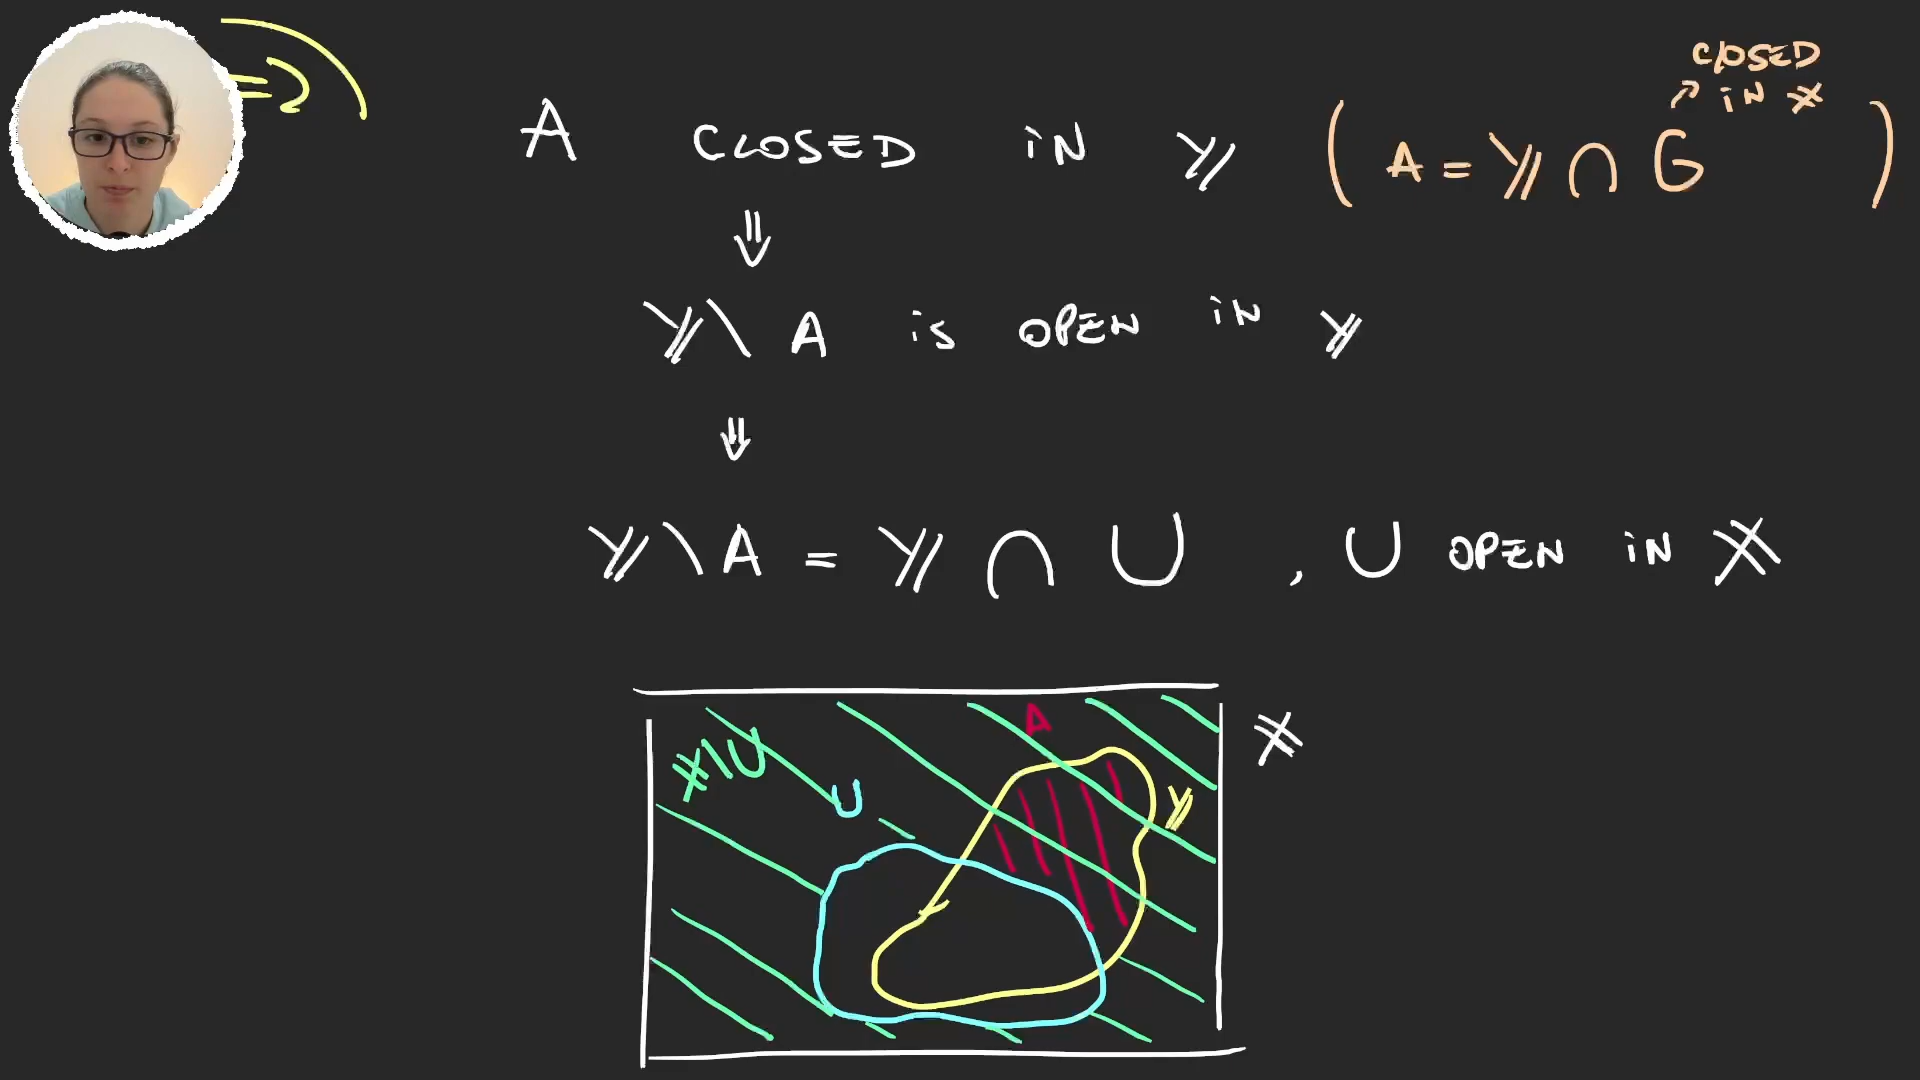 ⇒
A CLOSED IN Y ( A = Y ∩ G )
↗ CLOSED IN X
⇓
Y \ A is OPEN IN Y
⇓
Y \ A = Y ∩ U , U OPEN IN X
A
X
X\U
U
Y